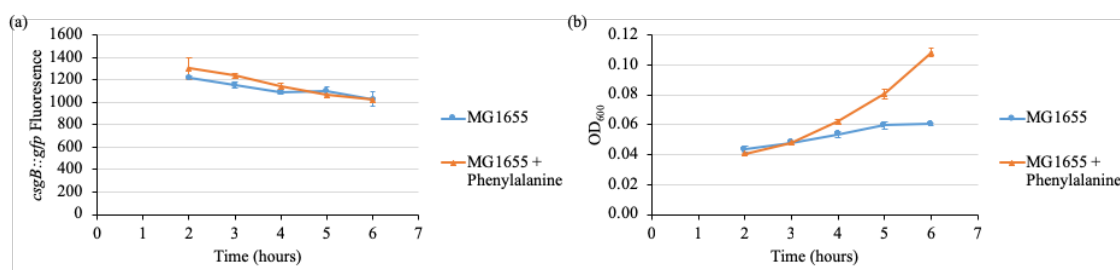 (a)
1600
1400
1200
1000
800
600
400
200
0
csgB::gfp Fluoresence
0 1 2 3 4 5 6 7
Time (hours)
MG1655
MG1655 +
Phenylalanine
(b)
0.12
0.10
0.08
0.06
0.04
0.02
0.00
OD600
0 1 2 3 4 5 6 7
Time (hours)
MG1655
MG1655 +
Phenylalanine